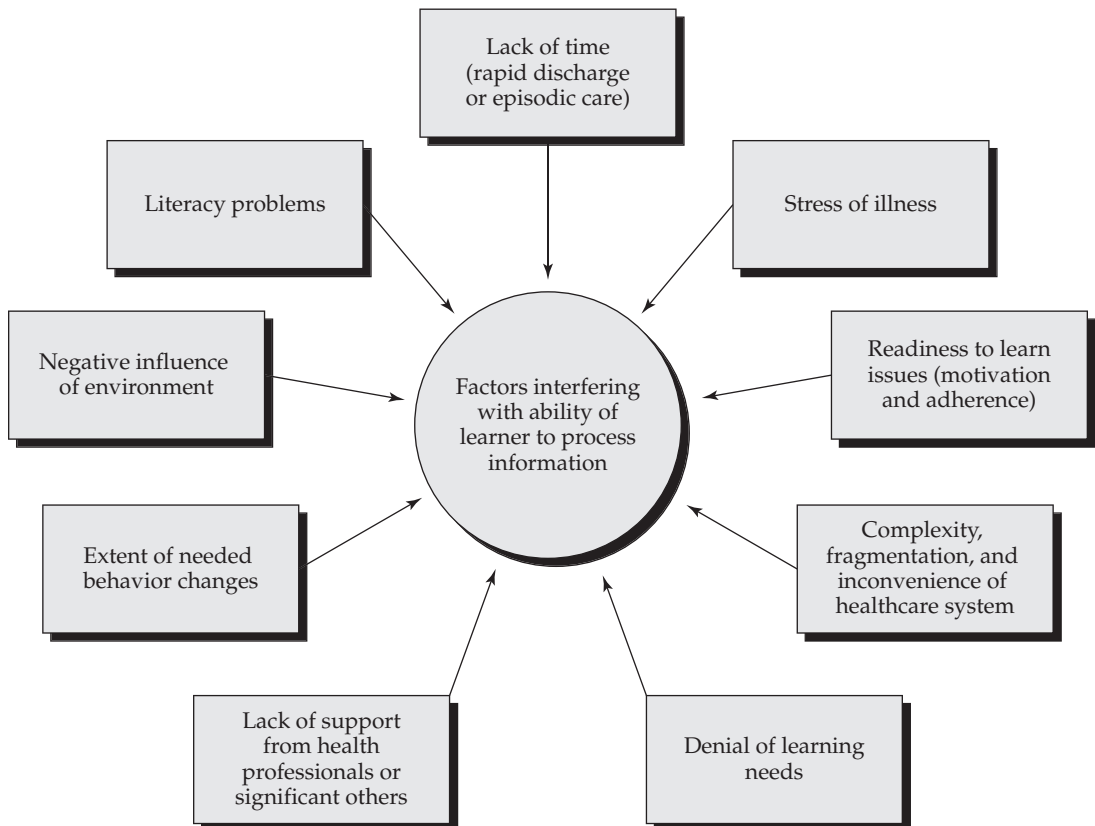 Lack of time
(rapid discharge
or episodic care)
Literacy problems
Stress of illness
Negative influence
of environment
Factors interfering
with ability of
learner to process
information
Readiness to learn
issues (motivation
and adherence)
Extent of needed
behavior changes
Complexity,
fragmentation, and
inconvenience of
healthcare system
Lack of support
from health
professionals or
significant others
Denial of learning
needs